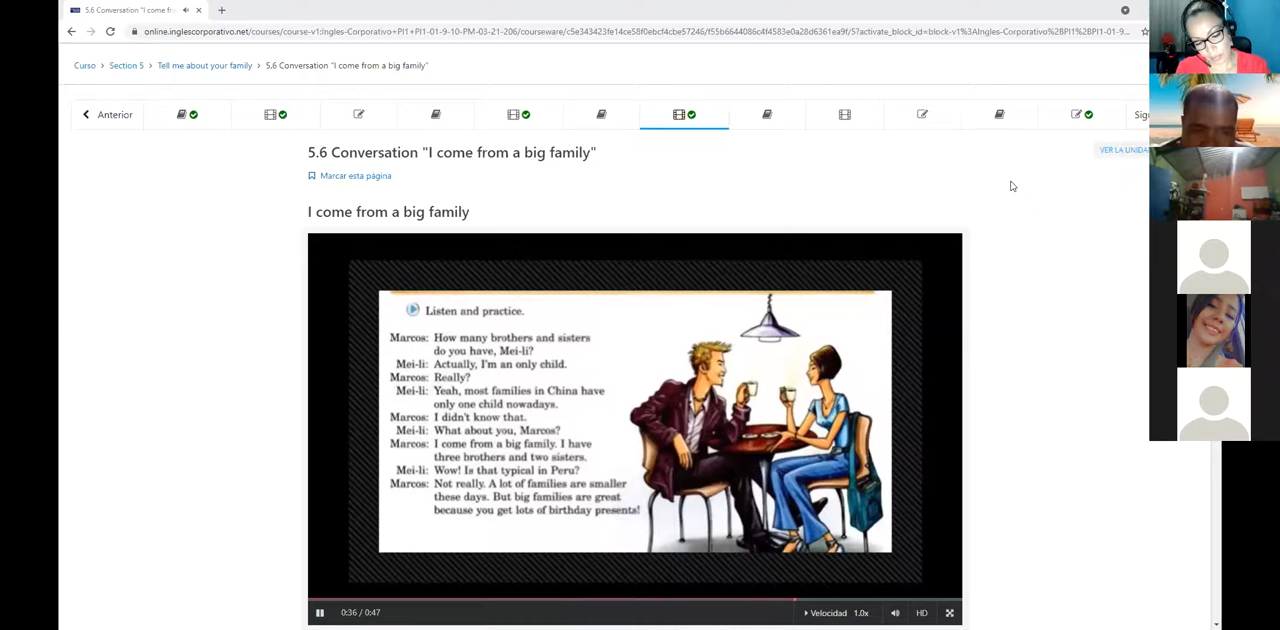 5.6 Conversation "I come fro
online.inglescorporativo.net/courses/course-v1:Ingles-Corporativo+PI1+PI1-01-9-10-PM-03-21-206/courseware/c5e343423fe14ce58f0ebcf4cbe57246/f55b6644086c4f4583e0a28d6361ea9f/5?activate_block_id=block-v1%3AIngles-Corporativo%2BPI1%2BPI1-01-9...
Curso > Section 5 > Tell me about your family > 5.6 Conversation "I come from a big family"
Anterior
5.6 Conversation "I come from a big family"
VER LA UNIDA
Marcar esta página
I come from a big family
Listen and practice.
Marcos: How many brothers and sisters
do you have, Mei-li?
Mei-li: Actually, I'm an only child.
Marcos: Really?
Mei-li: Yeah, most families in China have
only one child nowadays.
Marcos: I didn't know that.
Mei-li: What about you, Marcos?
Marcos: I come from a big family. I have
three brothers and two sisters.
Mei-li: Wow! Is that typical in Peru?
Marcos: Not really. A lot of families are smaller
these days. But big families are great
because you get lots of birthday presents!
0:36 / 0:47
Velocidad 1.0x
HD